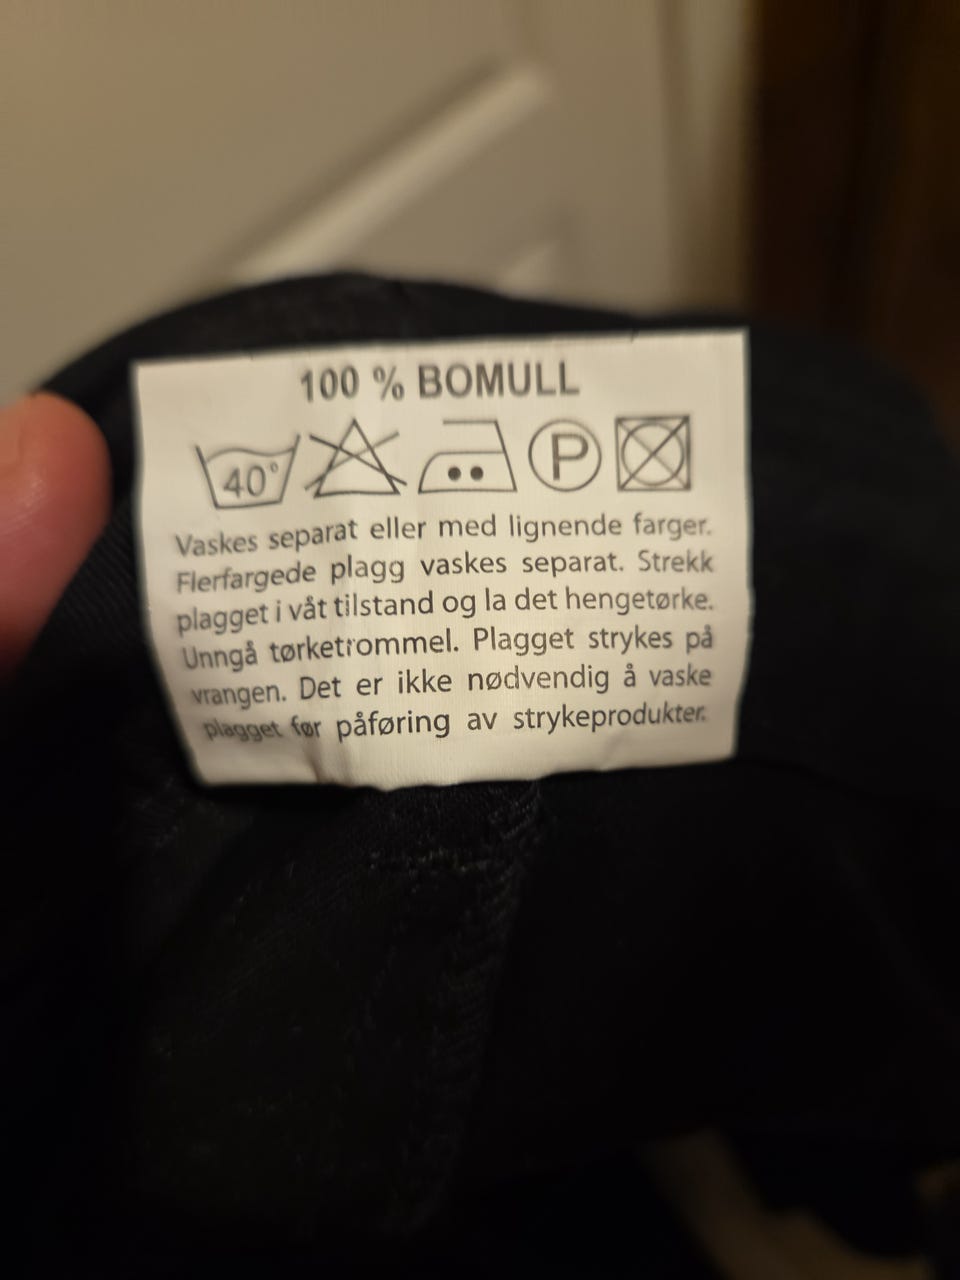 100 % BOMULL
40° P
Vaskes separat eller med lignende farger.
Flerfargede plagg vaskes separat. Strekk
plagget i våt tilstand og la det hengetørke.
Unngå tørketrommel. Plagget strykes på
vrangen. Det er ikke nødvendig å vaske
plagget før påføring av strykeprodukter.